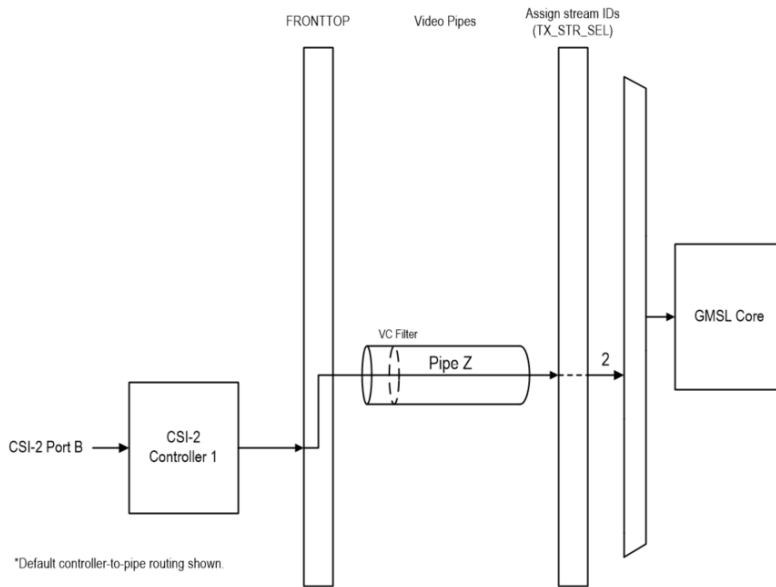 FRONTTOP
Video Pipes
Assign stream IDs
(TX_STR_SEL)
GMSL Core
VC Filter
Pipe Z
2
CSI-2 Port B
CSI-2
Controller 1
*Default controller-to-pipe routing shown.